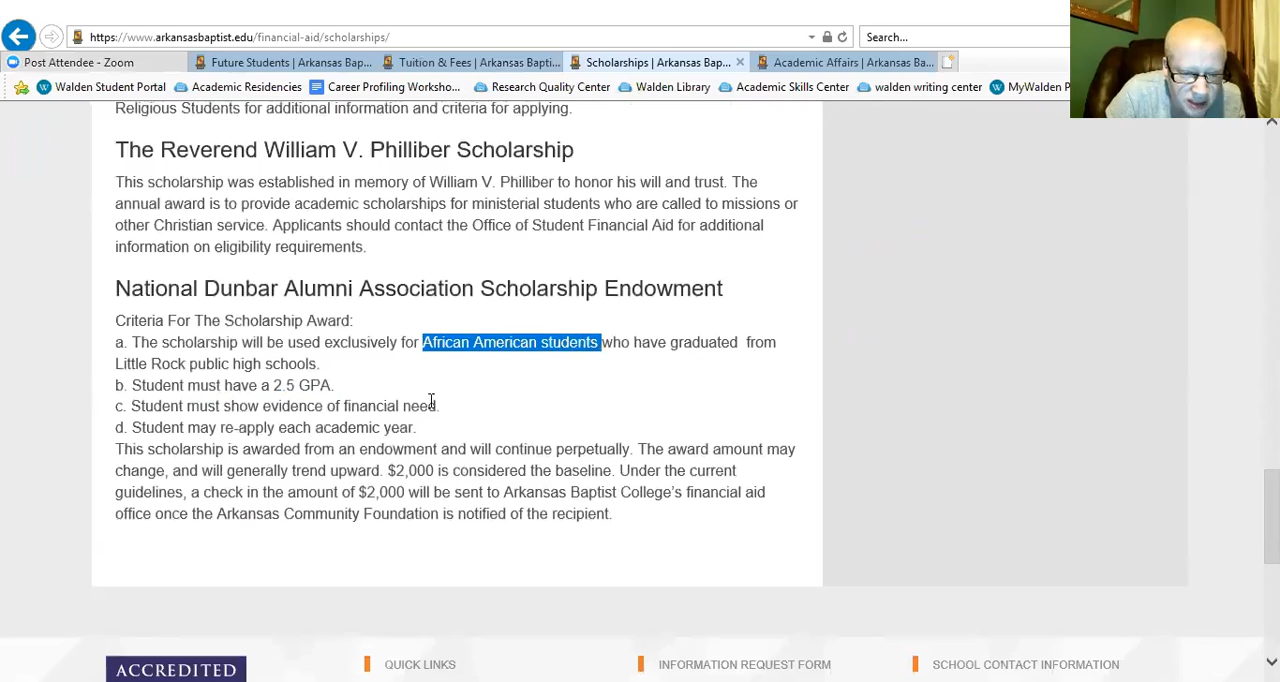 https://www.arkansasbaptist.edu/financial-aid/scholarships/
Search...
Post Attendee - Zoom
Future Students | Arkansas Bap...
Tuition & Fees | Arkansas Bapti...
Scholarships | Arkansas Bap...
Academic Affairs | Arkansas Ba...
Walden Student Portal
Academic Residencies
Career Profiling Worksho...
Research Quality Center
Walden Library
Academic Skills Center
walden writing center
MyWalden P
Religious Students for additional information and criteria for applying.
The Reverend William V. Philliber Scholarship
This scholarship was established in memory of William V. Philliber to honor his will and trust. The
annual award is to provide academic scholarships for ministerial students who are called to missions or
other Christian service. Applicants should contact the Office of Student Financial Aid for additional
information on eligibility requirements.
National Dunbar Alumni Association Scholarship Endowment
Criteria For The Scholarship Award:
a. The scholarship will be used exclusively for African American students who have graduated from
Little Rock public high schools.
b. Student must have a 2.5 GPA.
c. Student must show evidence of financial need.
d. Student may re-apply each academic year.
This scholarship is awarded from an endowment and will continue perpetually. The award amount may
change, and will generally trend upward. $2,000 is considered the baseline. Under the current
guidelines, a check in the amount of $2,000 will be sent to Arkansas Baptist College's financial aid
office once the Arkansas Community Foundation is notified of the recipient.
ACCREDITED
QUICK LINKS
INFORMATION REQUEST FORM
SCHOOL CONTACT INFORMATION